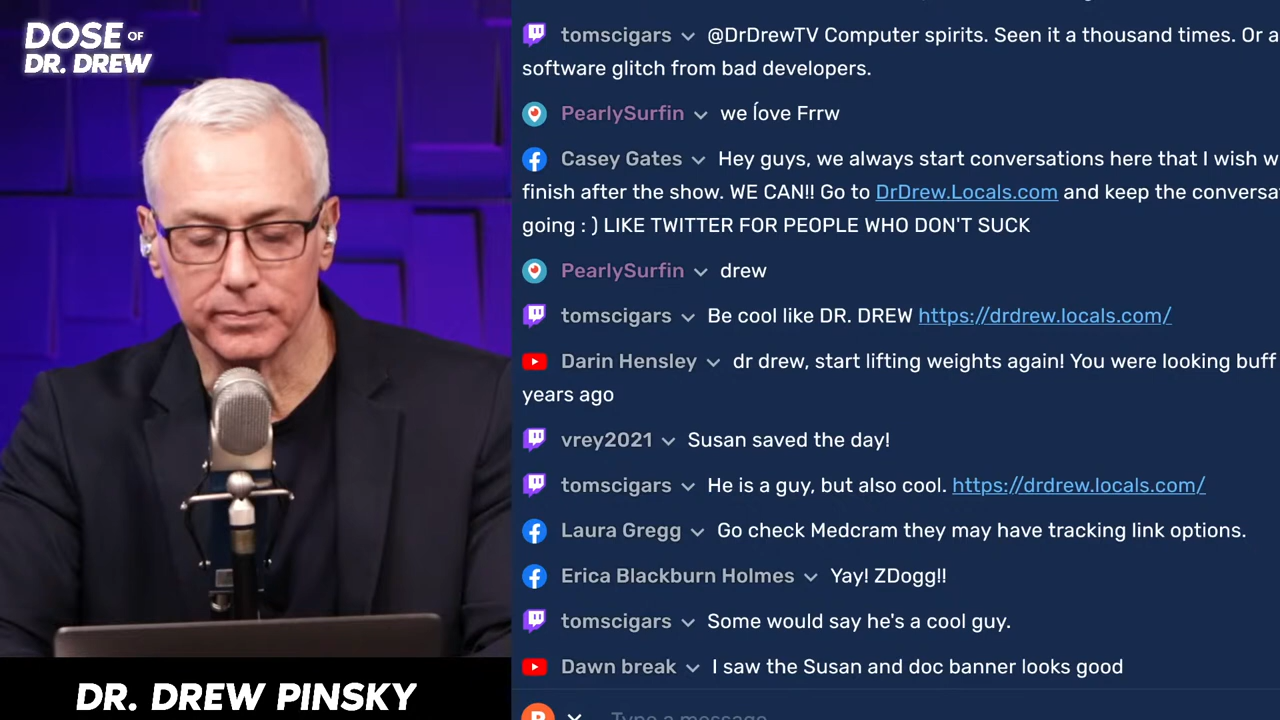 DOSE OF
DR. DREW
tomscigars @DrDrewTV Computer spirits. Seen it a thousand times. Or a
software glitch from bad developers.
PearlySurfin we ĺove Frrw
Casey Gates Hey guys, we always start conversations here that I wish
finish after the show. WE CAN!! Go to DrDrew.Locals.com and keep the
going : ) LIKE TWITTER FOR PEOPLE WHO DON'T SUCK
PearlySurfin drew
tomscigars Be cool like DR. DREW https://drdrew.locals.com/
Darin Hensley dr drew, start lifting weights again! You were looking buff
years ago
vrey2021 Susan saved the day!
tomscigars He is a guy, but also cool. https://drdrew.locals.com/
Laura Gregg Go check Medcram they may have tracking link options.
Erica Blackburn Holmes Yay! ZDogg!!
tomscigars Some would say he's a cool guy.
Dawn break I saw the Susan and doc banner looks good
Type a message
DR. DREW PINSKY